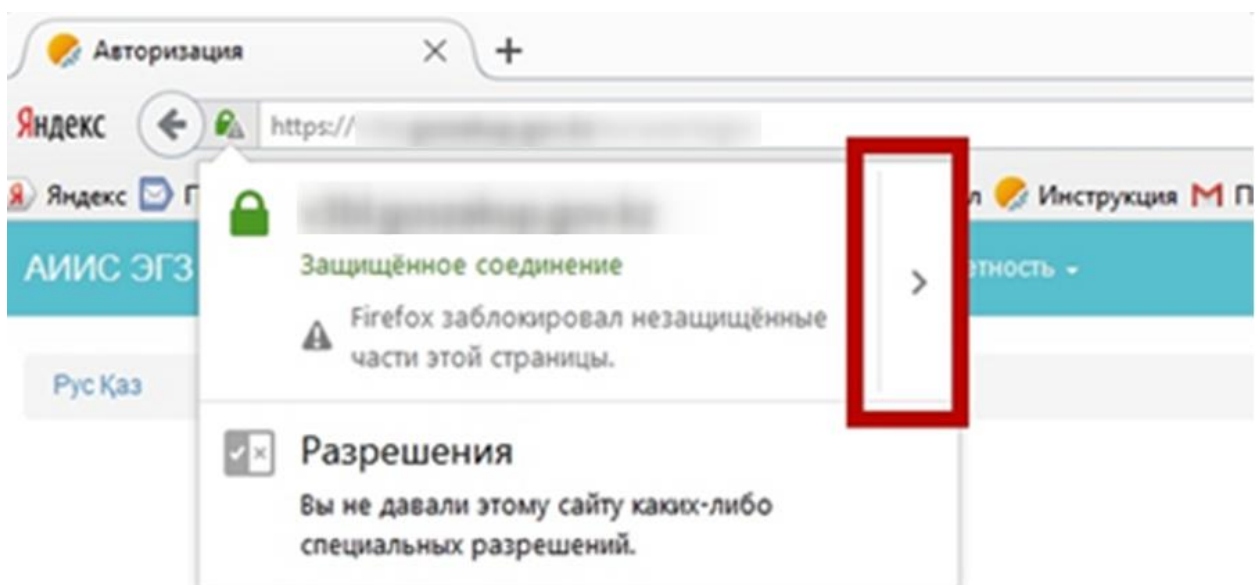 Авторизация
Яндекс https://
Яндекс Инструкция П
АИИС ЭГЗ
Защищённое соединение
етность
Firefox заблокировал незащищённые
части этой страницы.
Рус Қаз
Разрешения
Вы не давали этому сайту каких-либо
специальных разрешений.